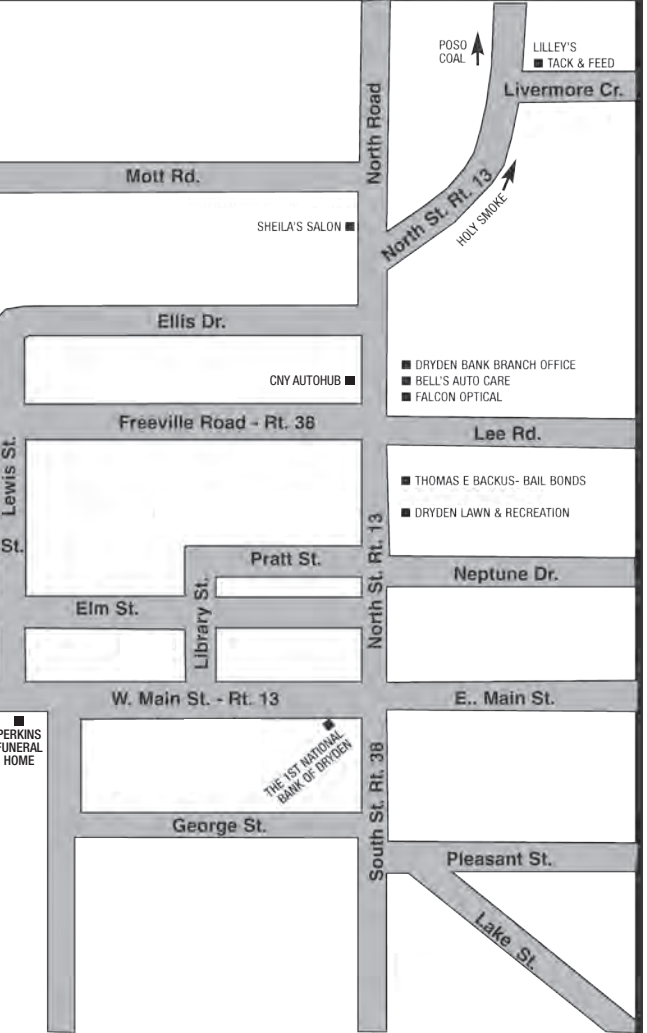 POSO
COAL
LILLEY'S
TACK & FEED
Livermore Cr.
North Road
Mott Rd.
North St. Rt. 13
HOLY SMOKE
SHEILA'S SALON
Ellis Dr.
CNY AUTOHUB
DRYDEN BANK BRANCH OFFICE
BELL'S AUTO CARE
FALCON OPTICAL
Freeville Road - Rt. 38
Lee Rd.
Lewis St.
THOMAS E BACKUS- BAIL BONDS
DRYDEN LAWN & RECREATION
St.
North St. Rt. 13
Pratt St.
Neptune Dr.
Elm St.
Library St.
W. Main St. - Rt. 13
E.. Main St.
PERKINS
FUNERAL
HOME
THE 1ST NATIONAL
BANK OF DRYDEN
South St. Rt. 38
George St.
Pleasant St.
Lake St.